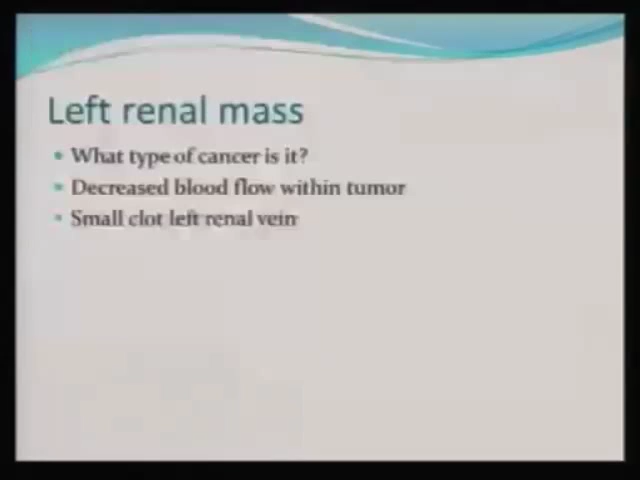 Left renal mass
What type of cancer is it?
Decreased blood flow within tumor
Small clot left renal vein